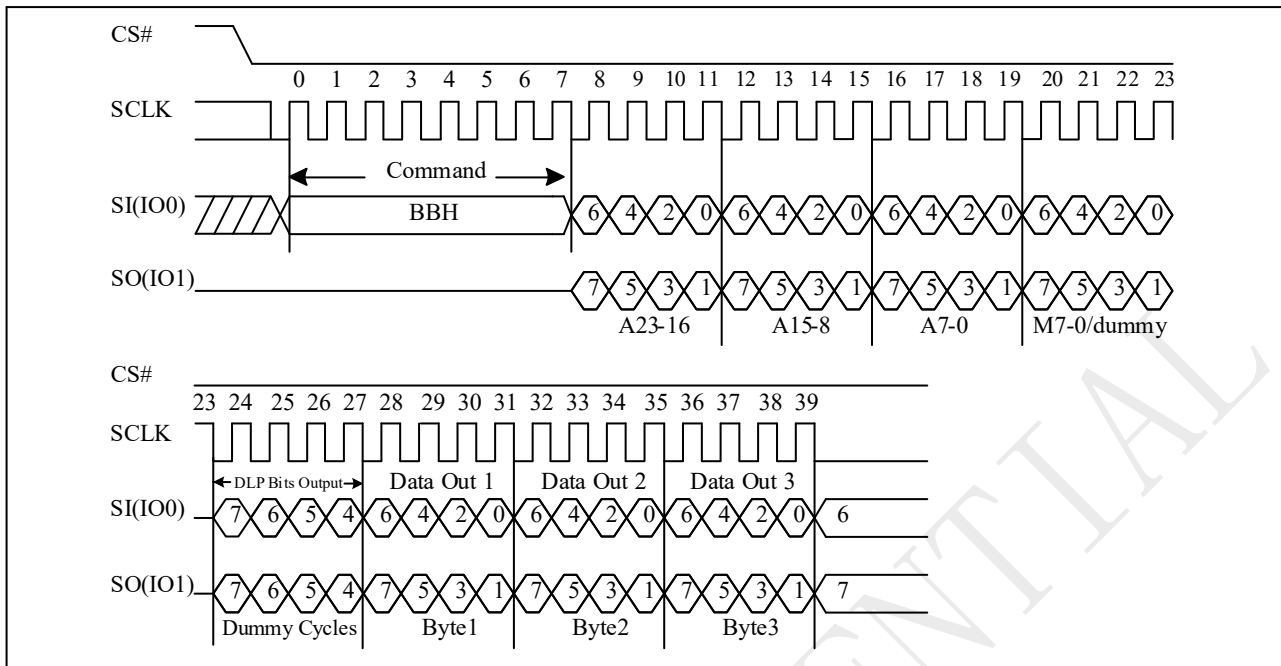 CS#
0 1 2 3 4 5 6 7 8 9 10 11 12 13 14 15 16 17 18 19 20 21 22 23
SCLK
Command
SI(IO0) BBH 6 4 2 0 6 4 2 0 6 4 2 0 6 4 2 0
SO(IO1) 7 5 3 1 7 5 3 1 7 5 3 1 7 5 3 1
A23-16 A15-8 A7-0 M7-0/dummy
CS#
23 24 25 26 27 28 29 30 31 32 33 34 35 36 37 38 39
SCLK
DLP Bits Output Data Out 1 Data Out 2 Data Out 3
SI(IO0) 7 6 5 4 6 4 2 0 6 4 2 0 6 4 2 0 6
SO(IO1) 7 6 5 4 7 5 3 1 7 5 3 1 7 5 3 1 7
Dummy Cycles Byte1 Byte2 Byte3
ENTIAL